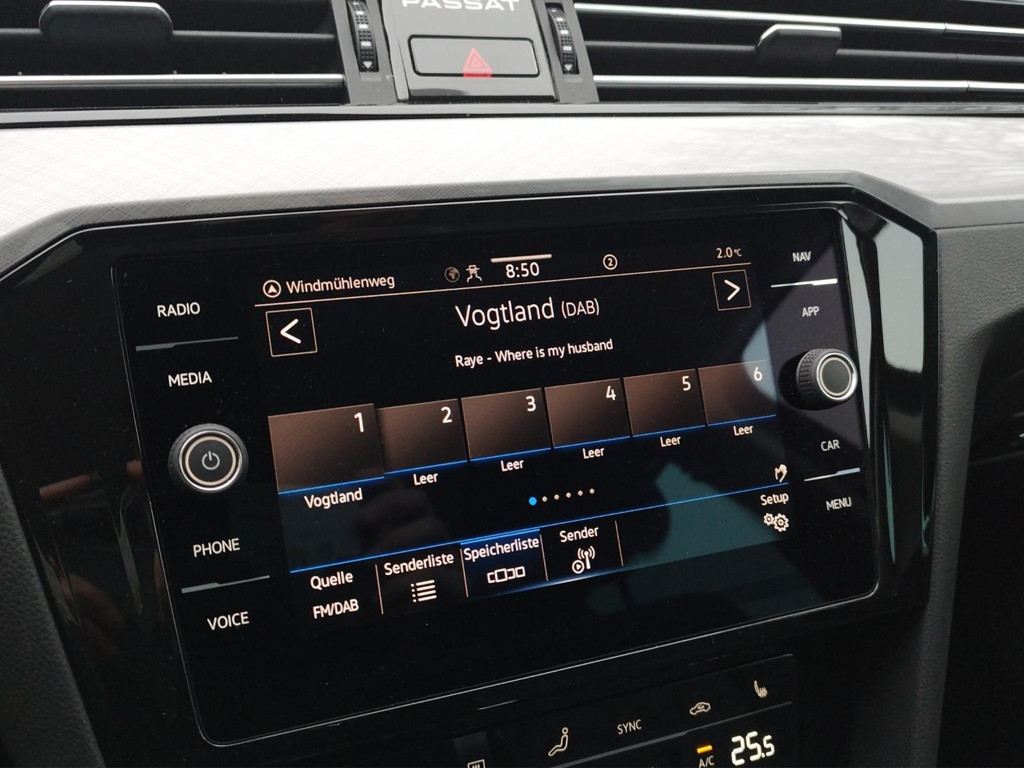 PASSAT
RADIO
MEDIA
PHONE
VOICE
Windmühlenweg
8:50
2
2.0°C
< Vogtland (DAB) >
Raye - Where is my husband
1 2 3 4 5 6
Vogtland Leer Leer Leer Leer Leer
Quelle Senderliste Speicherliste Sender Setup
FM/DAB
NAV
APP
CAR
MENU
SYNC
A/C
25.5